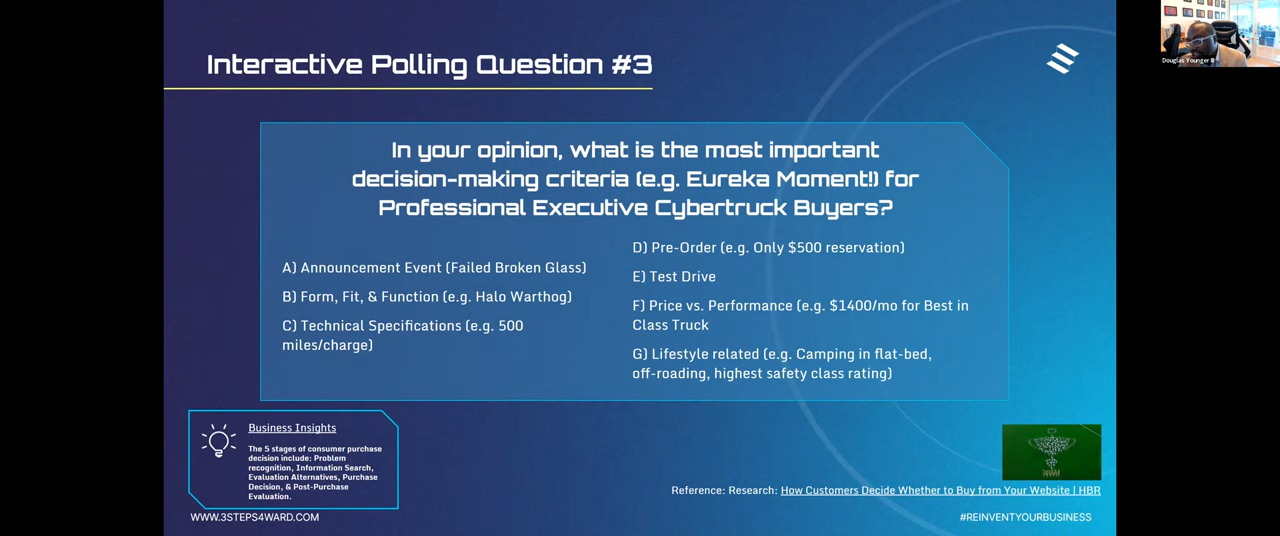 Interactive Polling Question #3
In your opinion, what is the most important
decision-making criteria (e.g. Eureka Moment!) for
Professional Executive Cybertruck Buyers?
A) Announcement Event (Failed Broken Glass)
B) Form, Fit, & Function (e.g. Halo Warthog)
C) Technical Specifications (e.g. 500
miles/charge)
D) Pre-Order (e.g. Only $500 reservation)
E) Test Drive
F) Price vs. Performance (e.g. $1400/mo for Best in
Class Truck
G) Lifestyle related (e.g. Camping in flat-bed,
off-roading, highest safety class rating)
Business Insights
The 5 stages of consumer purchase
decision include: Problem
recognition, Information Search,
Evaluation Alternatives, Purchase
Decision, & Post-Purchase
Evaluation.
Reference: Research: How Customers Decide Whether to Buy from Your Website | HBR
WWW.3STEPS4WARD.COM
#REINVENTYOURBUSINESS
Douglas Younger II